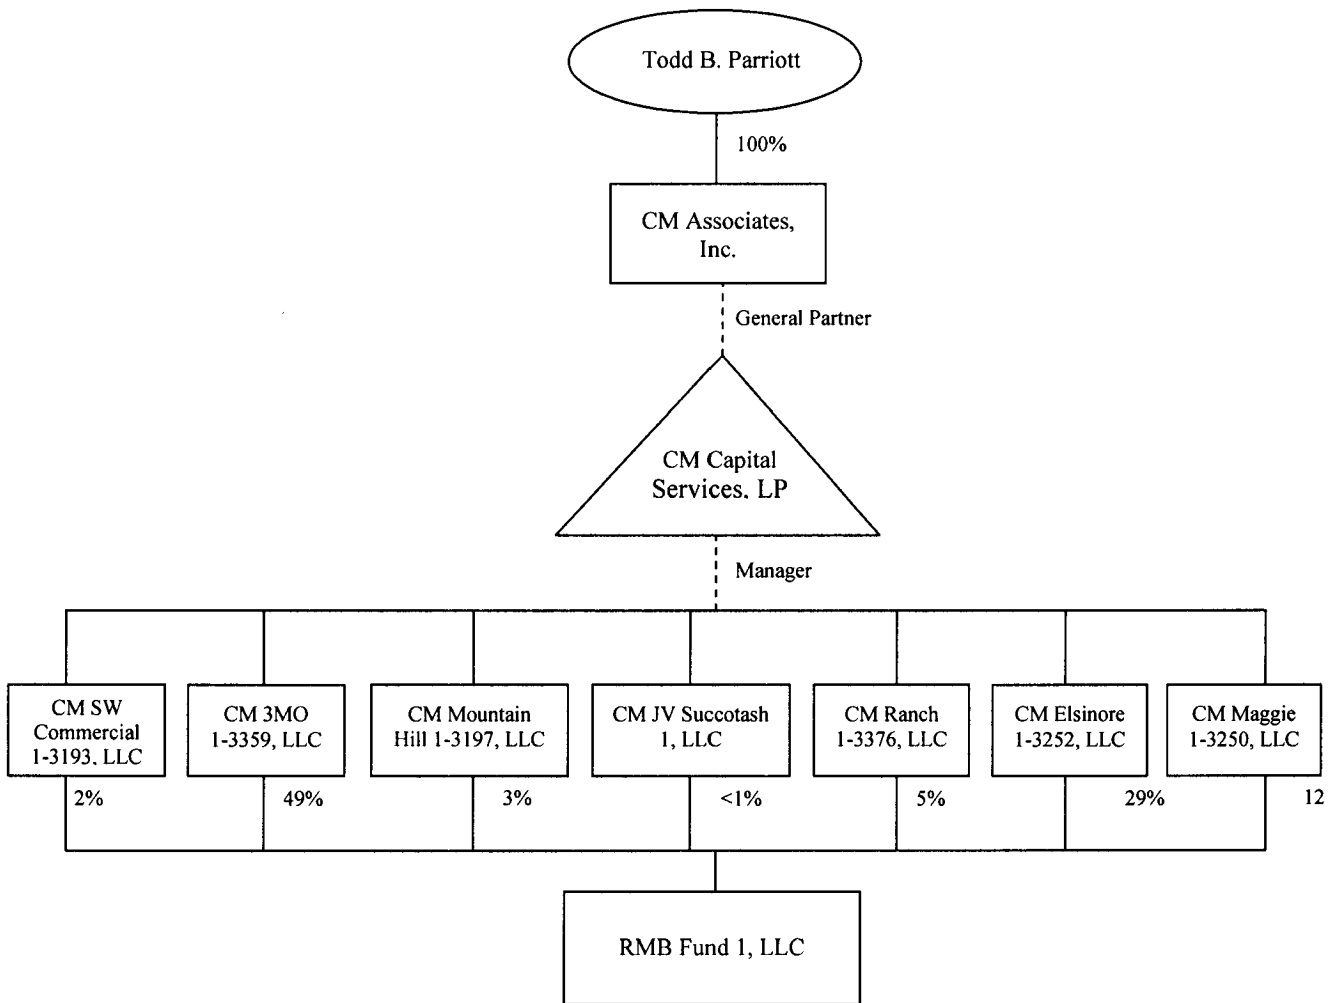 Todd B. Parriott
100%
CM Associates,
Inc.
General Partner
CM Capital
Services, LP
Manager
CM SW
Commercial
1-3193, LLC
CM 3MO
1-3359, LLC
CM Mountain
Hill 1-3197, LLC
CM JV Succotash
1, LLC
CM Ranch
1-3376, LLC
CM Elsinore
1-3252, LLC
CM Maggie
1-3250, LLC
2%
49%
3%
<1%
5%
29%
12
RMB Fund 1, LLC